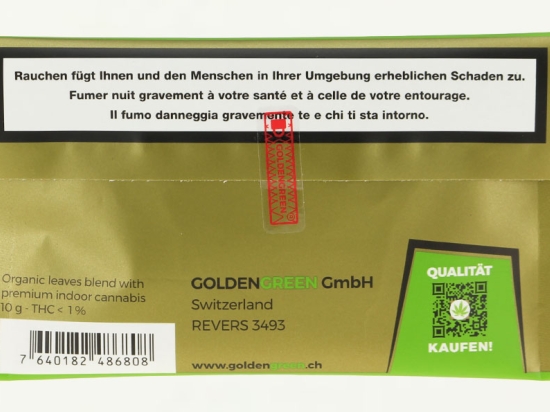 Rauchen fügt Ihnen und den Menschen in Ihrer Umgebung erheblichen Schaden zu.
Fumer nuit gravement à votre santé et à celle de votre entourage.
Il fumo danneggia gravemente te e chi ti sta intorno.
GOLDENGREEN
Organic leaves blend with
premium indoor cannabis
10 g - THC < 1%
7 640182 486808
GOLDENGREEN GmbH
Switzerland
REVERS 3493
www.goldengreen.ch
QUALITÄT
KAUFEN!